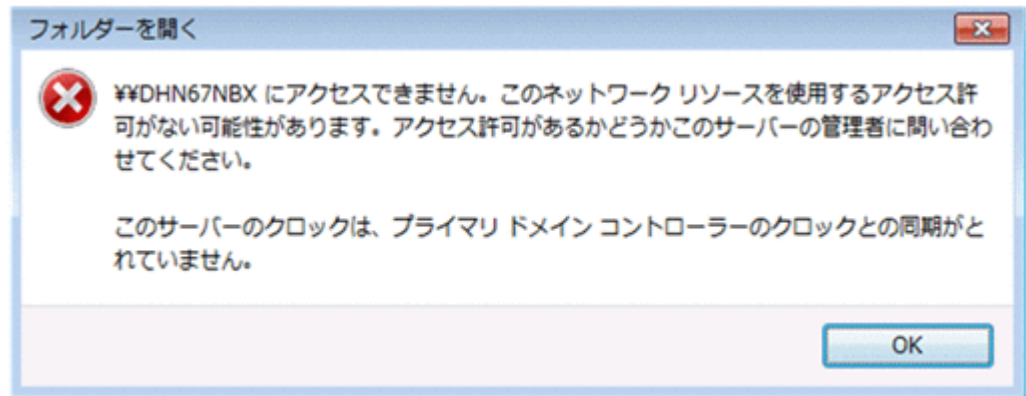 フォルダーを開く
¥¥DHN67NBX にアクセスできません。このネットワーク リソースを使用するアクセス許
可がない可能性があります。アクセス許可があるかどうかこのサーバーの管理者に問い合わ
せてください。
このサーバーのクロックは、プライマリ ドメイン コントローラーのクロックとの同期がと
れていません。
OK